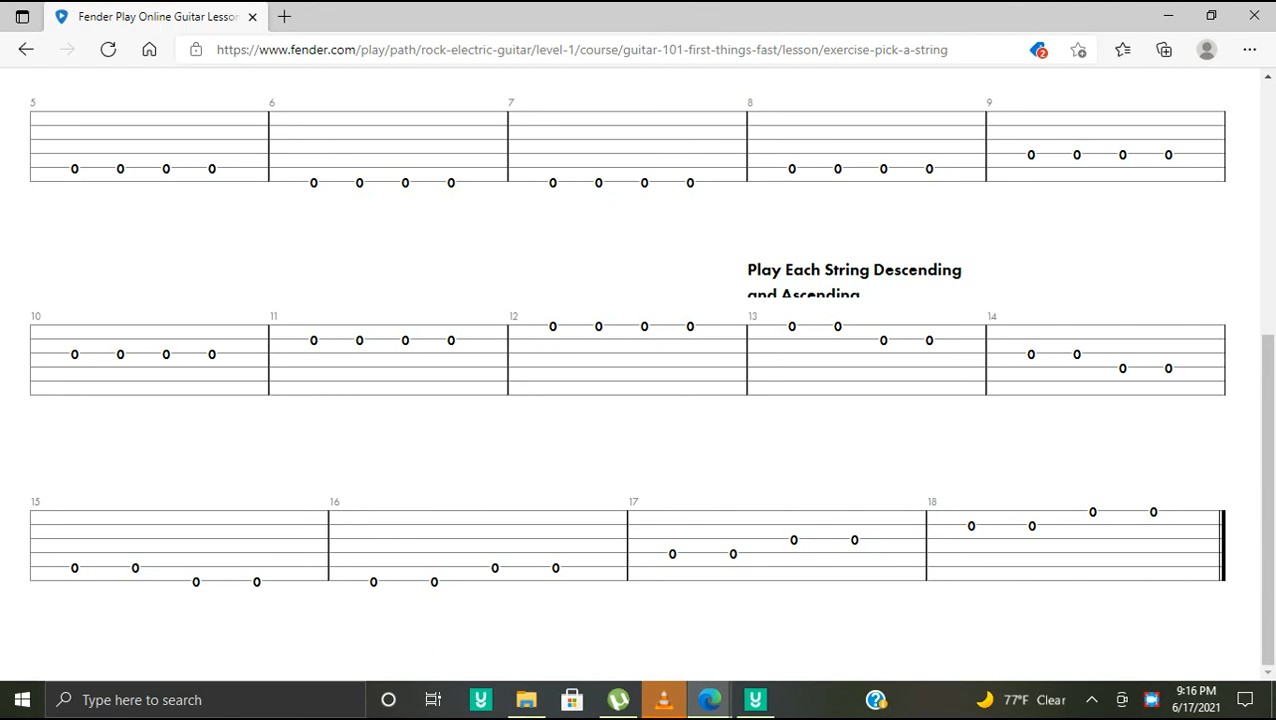 Fender Play Online Guitar Lesson
https://www.fender.com/play/path/rock-electric-guitar/level-1/course/guitar-101-first-things-fast/lesson/exercise-pick-a-string
2
5 6 7 8 9
0 0 0 0 0 0 0 0 0 0 0 0 0 0 0 0 0 0 0 0
Play Each String Descending
and Ascending
10 11 12 13 14
0 0 0 0 0 0 0 0 0 0 0 0 0 0 0 0 0 0 0 0
15 16 17 18
0 0 0 0 0 0 0 0 0 0 0 0 0 0 0 0
Type here to search
77°F Clear
9:16 PM
6/17/2021